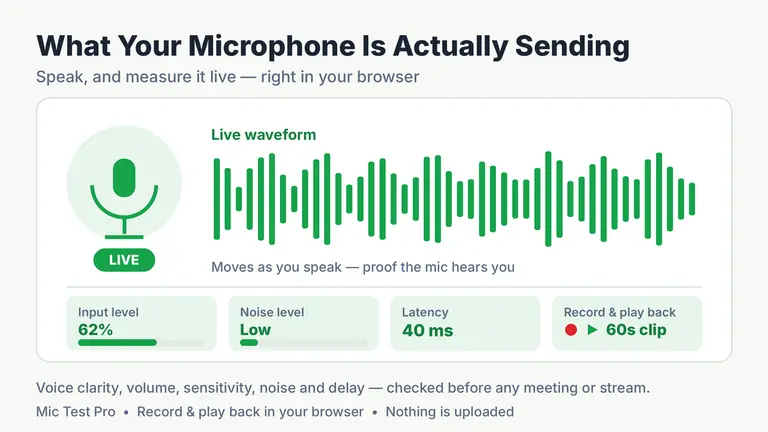 What Your Microphone Is Actually Sending
Speak, and measure it live — right in your browser
Live waveform
LIVE
Moves as you speak — proof the mic hears you
Input level
62%
Noise level
Low
Latency
40 ms
Record & play back
60s clip
Voice clarity, volume, sensitivity, noise and delay — checked before any meeting or stream.
Mic Test Pro • Record & play back in your browser • Nothing is uploaded